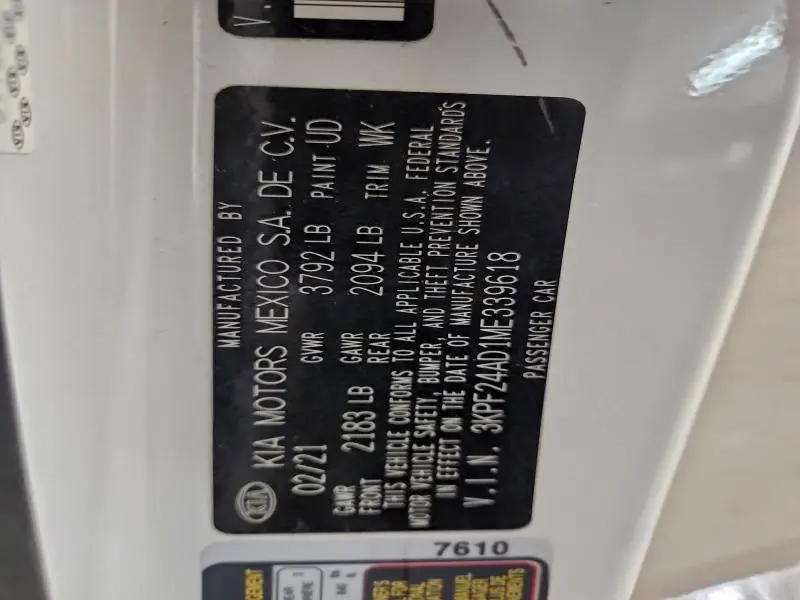 MANUFACTURED BY
KIA KIA MOTORS MEXICO S.A. DE C.V.
02/21 GVWR 3792 LB PAINT UD
GAWR FRONT 2183 LB GAWR REAR 2094 LB TRIM WK
THIS VEHICLE CONFORMS TO ALL APPLICABLE U.S.A. FEDERAL
MOTOR VEHICLE SAFETY, BUMPER, AND THEFT PREVENTION STANDARDS
IN EFFECT ON THE DATE OF MANUFACTURE SHOWN ABOVE.
V.I.N. 3KPF24AD1ME339618
PASSENGER CAR
7610